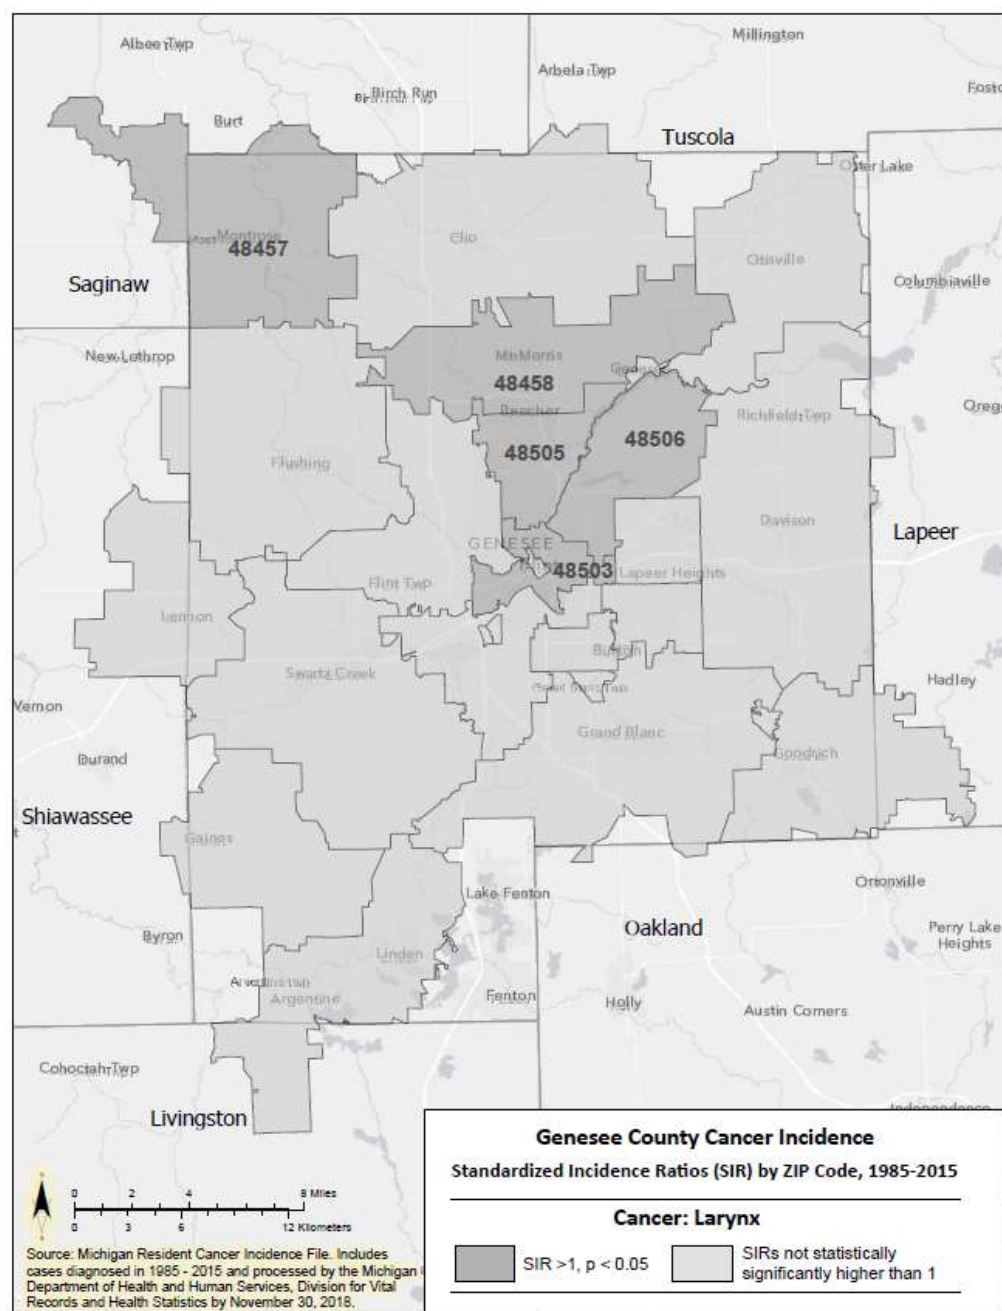 Albee Twp
Millington
Arbela Twp
Birch Run
Burt
Tuscola
Otter Lake
Montrose
48457
Clio
Otisville
Saginaw
Columbiaville
New Lothrop
Mt Morris
48458
Beecher
Richfield Twp
48505
48506
Flushing
Davison
GENESEE
Lapeer
48503
Lapeer Heights
Flint Twp
Lennon
Burton
Swartz Creek
Hadley
Vernon
Grand Blanc
Goodrich
Durand
Shiawassee
Gaines
Lake Fenton
Ortonville
Oakland
Perry Lake
Heights
Byron
Linden
Argentine
Fenton
Holly
Austin Corners
Cohoctah Twp
Livingston
Genesee County Cancer Incidence
Standardized Incidence Ratios (SIR) by ZIP Code, 1985-2015
Cancer: Larynx
SIR >1, p < 0.05
SIRs not statistically
significantly higher than 1
0 2 4 8 Miles
0 3 6 12 Kilometers
Source: Michigan Resident Cancer Incidence File. Includes
cases diagnosed in 1985 - 2015 and processed by the Michigan
Department of Health and Human Services, Division for Vital
Records and Health Statistics by November 30, 2018.